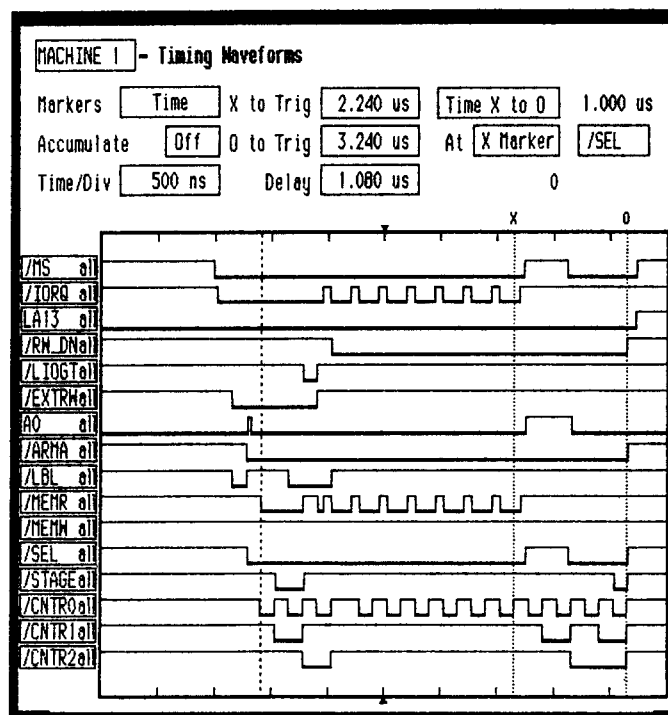 MACHINE 1 - Timing Waveforms
Markers Time X to Trig 2.240 us Time X to O 1.000 us
Accumulate Off O to Trig 3.240 us At X Marker /SEL
Time/Div 500 ns Delay 1.080 us 0
X O
/MS all
/IORQ all
LA13 all
/RW_DNall
/LIOGTall
/EXTRWall
A0 all
/ARMA all
/LBL_ all
/MEMR all
/MEMW all
/SEL all
/STAGEall
/CNTR0all
/CNTR1all
/CNTR2all